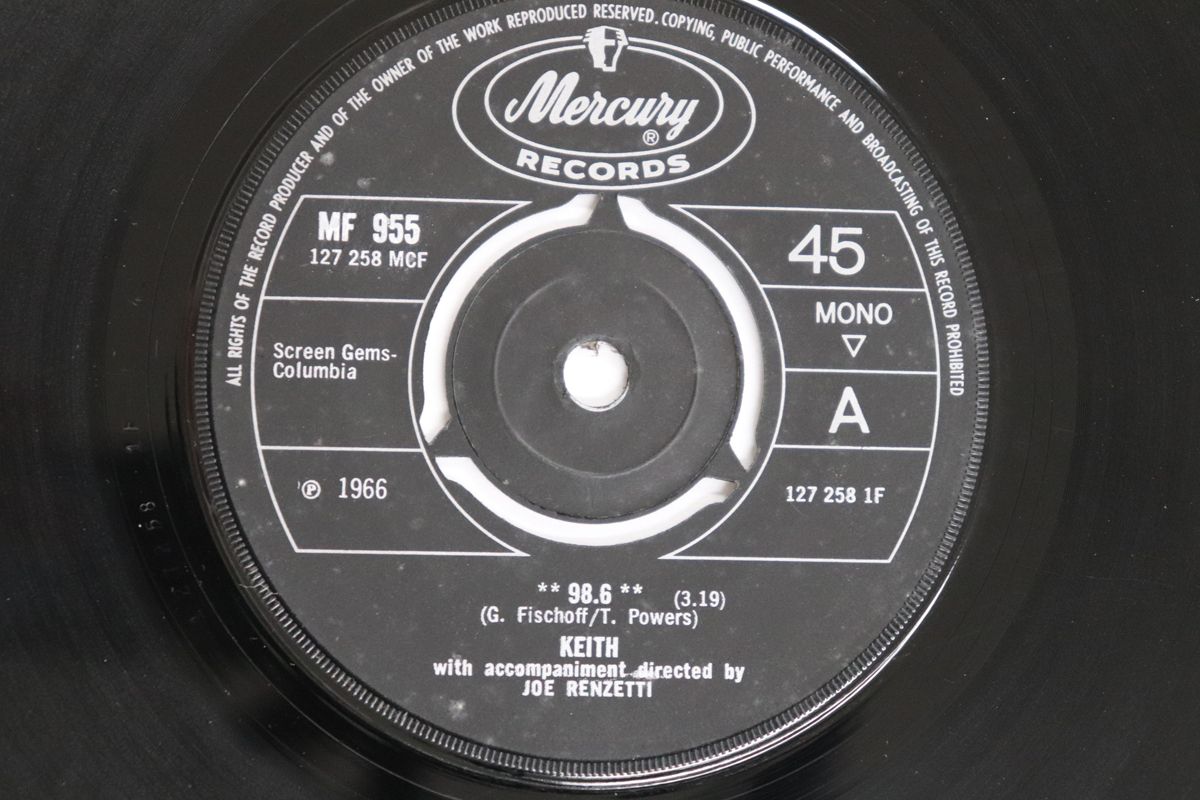 ALL RIGHTS OF THE RECORD PRODUCER AND OF THE OWNER OF THE WORK REPRODUCED RESERVED. COPYING, PUBLIC PERFORMANCE AND BROADCASTING OF THIS RECORD PROHIBITED
Mercury ®
RECORDS
MF 955
127 258 MCF
45
Screen Gems-
Columbia
MONO
A
℗ 1966
127 258 1F
** 98.6 ** (3.19)
(G. Fischoff/T. Powers)
KEITH
with accompaniment directed by
JOE RENZETTI